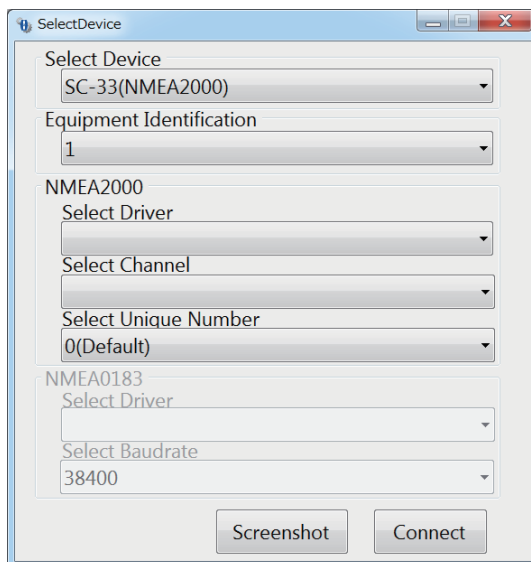 SelectDevice
Select Device
SC-33(NMEA2000)
Equipment Identification
1
NMEA2000
Select Driver
Select Channel
Select Unique Number
0(Default)
NMEA0183
Select Driver
Select Baudrate
38400
Screenshot Connect